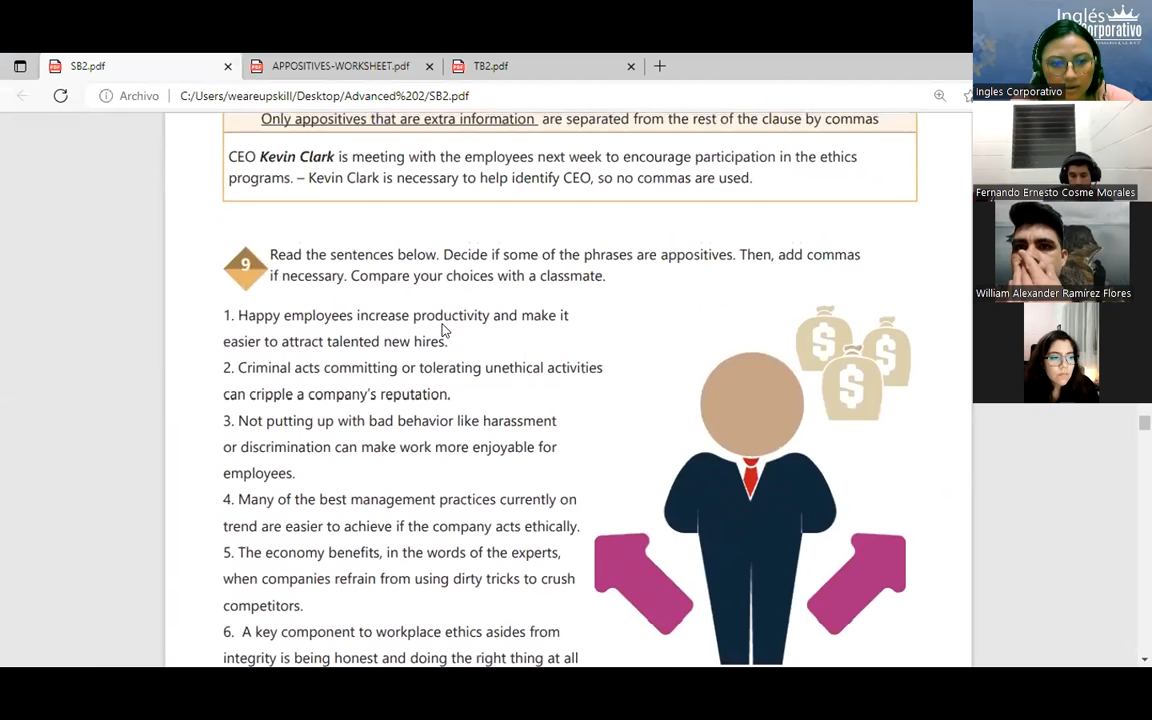 SB2.pdf
APPOSITIVES-WORKSHEET.pdf
TB2.pdf
Archivo
C:/Users/weareupskill/Desktop/Advanced%202/SB2.pdf
Only appositives that are extra information are separated from the rest of the clause by commas
CEO Kevin Clark is meeting with the employees next week to encourage participation in the ethics
programs. – Kevin Clark is necessary to help identify CEO, so no commas are used.
9
Read the sentences below. Decide if some of the phrases are appositives. Then, add commas
if necessary. Compare your choices with a classmate.
1. Happy employees increase productivity and make it
easier to attract talented new hires.
2. Criminal acts committing or tolerating unethical activities
can cripple a company's reputation.
3. Not putting up with bad behavior like harassment
or discrimination can make work more enjoyable for
employees.
4. Many of the best management practices currently on
trend are easier to achieve if the company acts ethically.
5. The economy benefits, in the words of the experts,
when companies refrain from using dirty tricks to crush
competitors.
6. A key component to workplace ethics asides from
integrity is being honest and doing the right thing at all
$
$
$
Inglés
Corporativo
Ingles Corporativo
Fernando Ernesto Cosme Morales
William Alexander Ramírez Flores